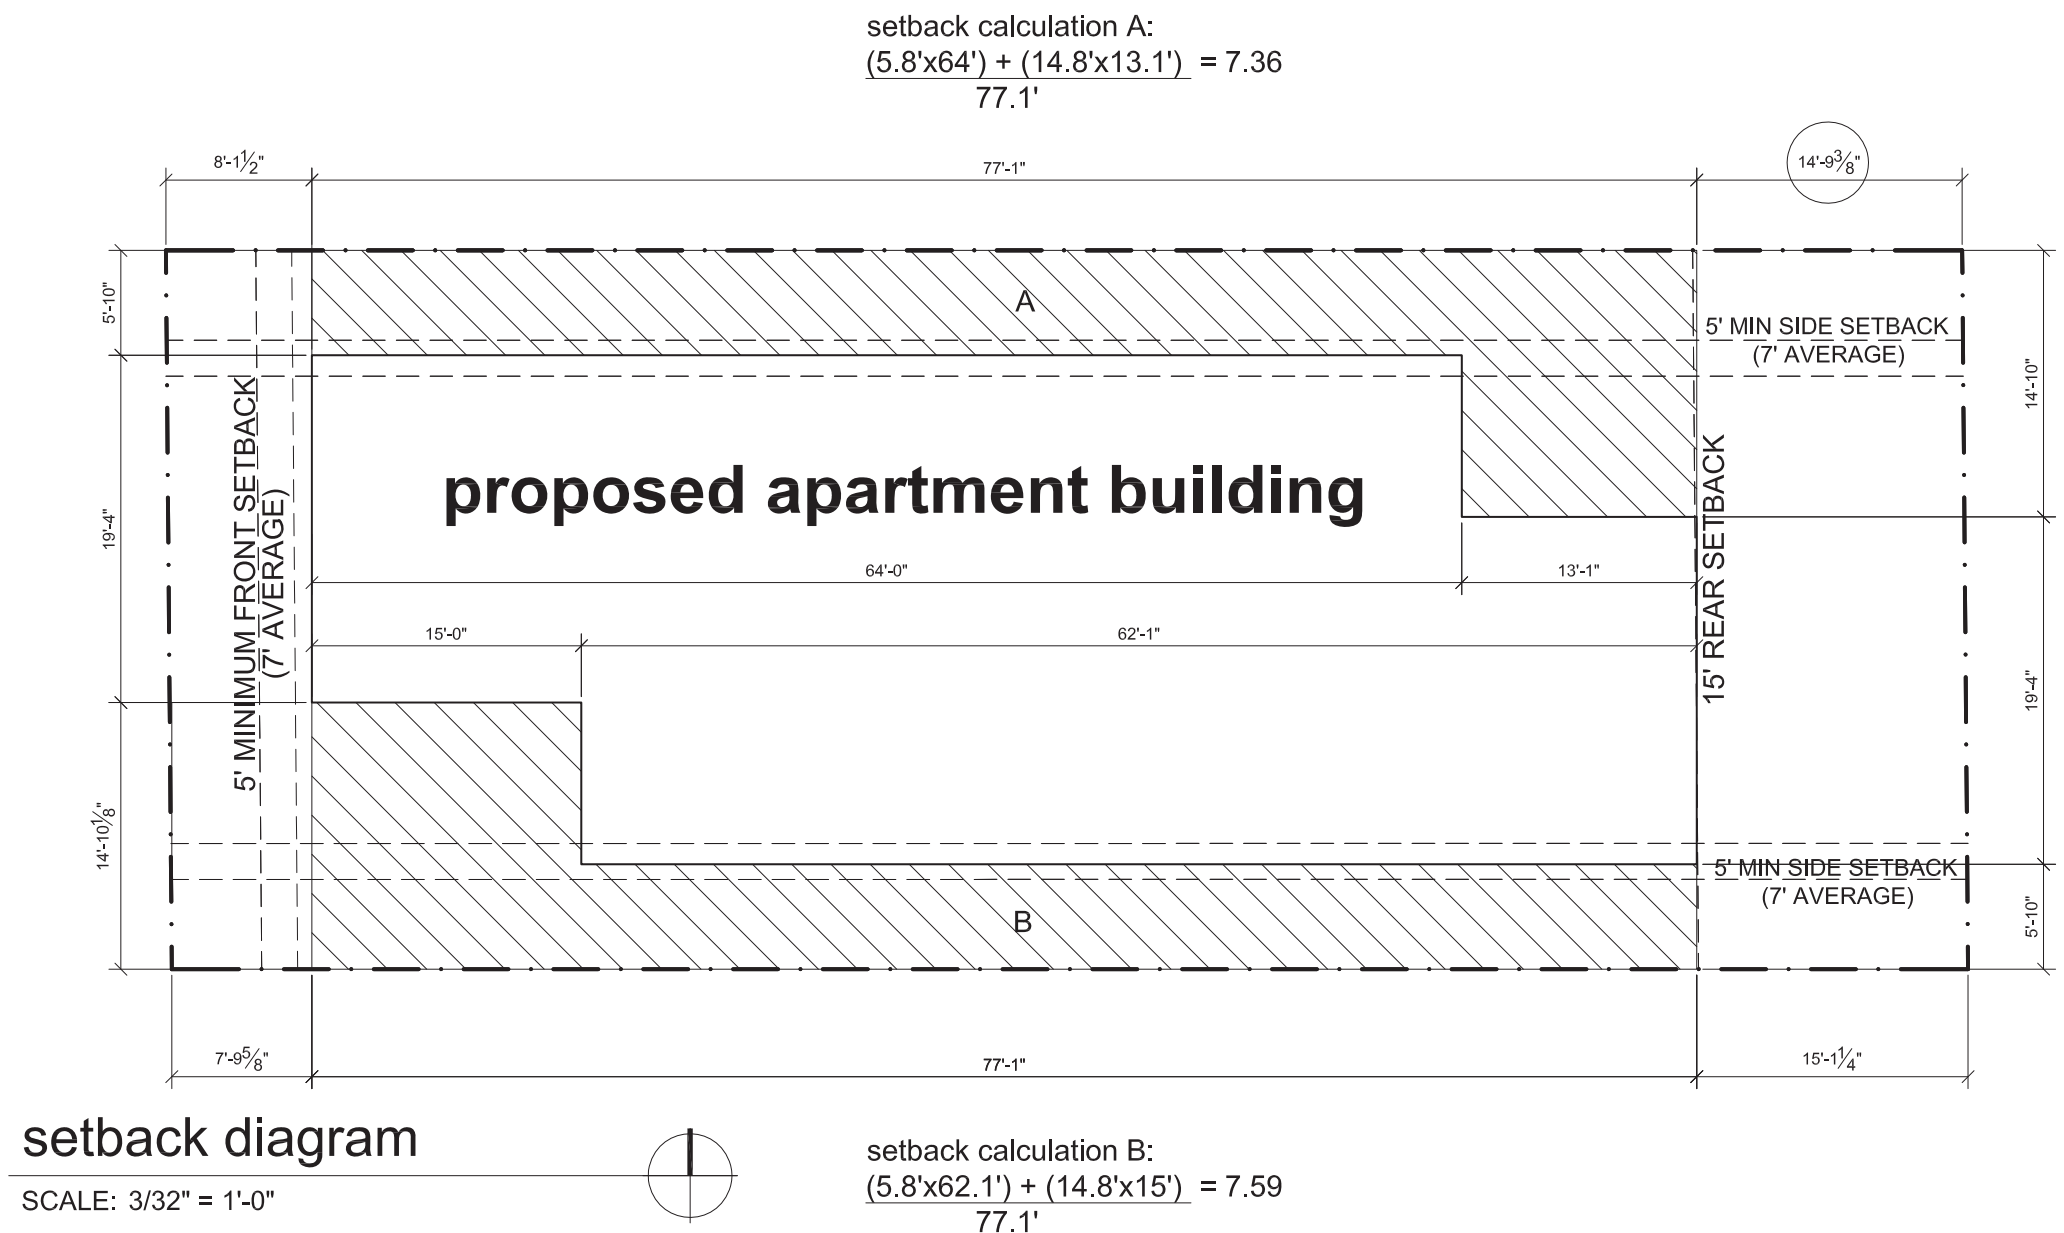 setback calculation A:
(5.8'x64') + (14.8'x13.1') = 7.36
77.1'
8'-1½"
77'-1"
14'-9⅜"
5'-10"
A
5' MIN SIDE SETBACK
(7' AVERAGE)
14'-10"
5' MINIMUM FRONT SETBACK
(7' AVERAGE)
19'-4"
proposed apartment building
15' REAR SETBACK
64'-0"
13'-1"
15'-0"
62'-1"
19'-4"
14'-10⅛"
5' MIN SIDE SETBACK
(7' AVERAGE)
B
5'-10"
7'-9⅝"
77'-1"
15'-1¼"
setback diagram
SCALE: 3/32" = 1'-0"
setback calculation B:
(5.8'x62.1') + (14.8'x15') = 7.59
77.1'